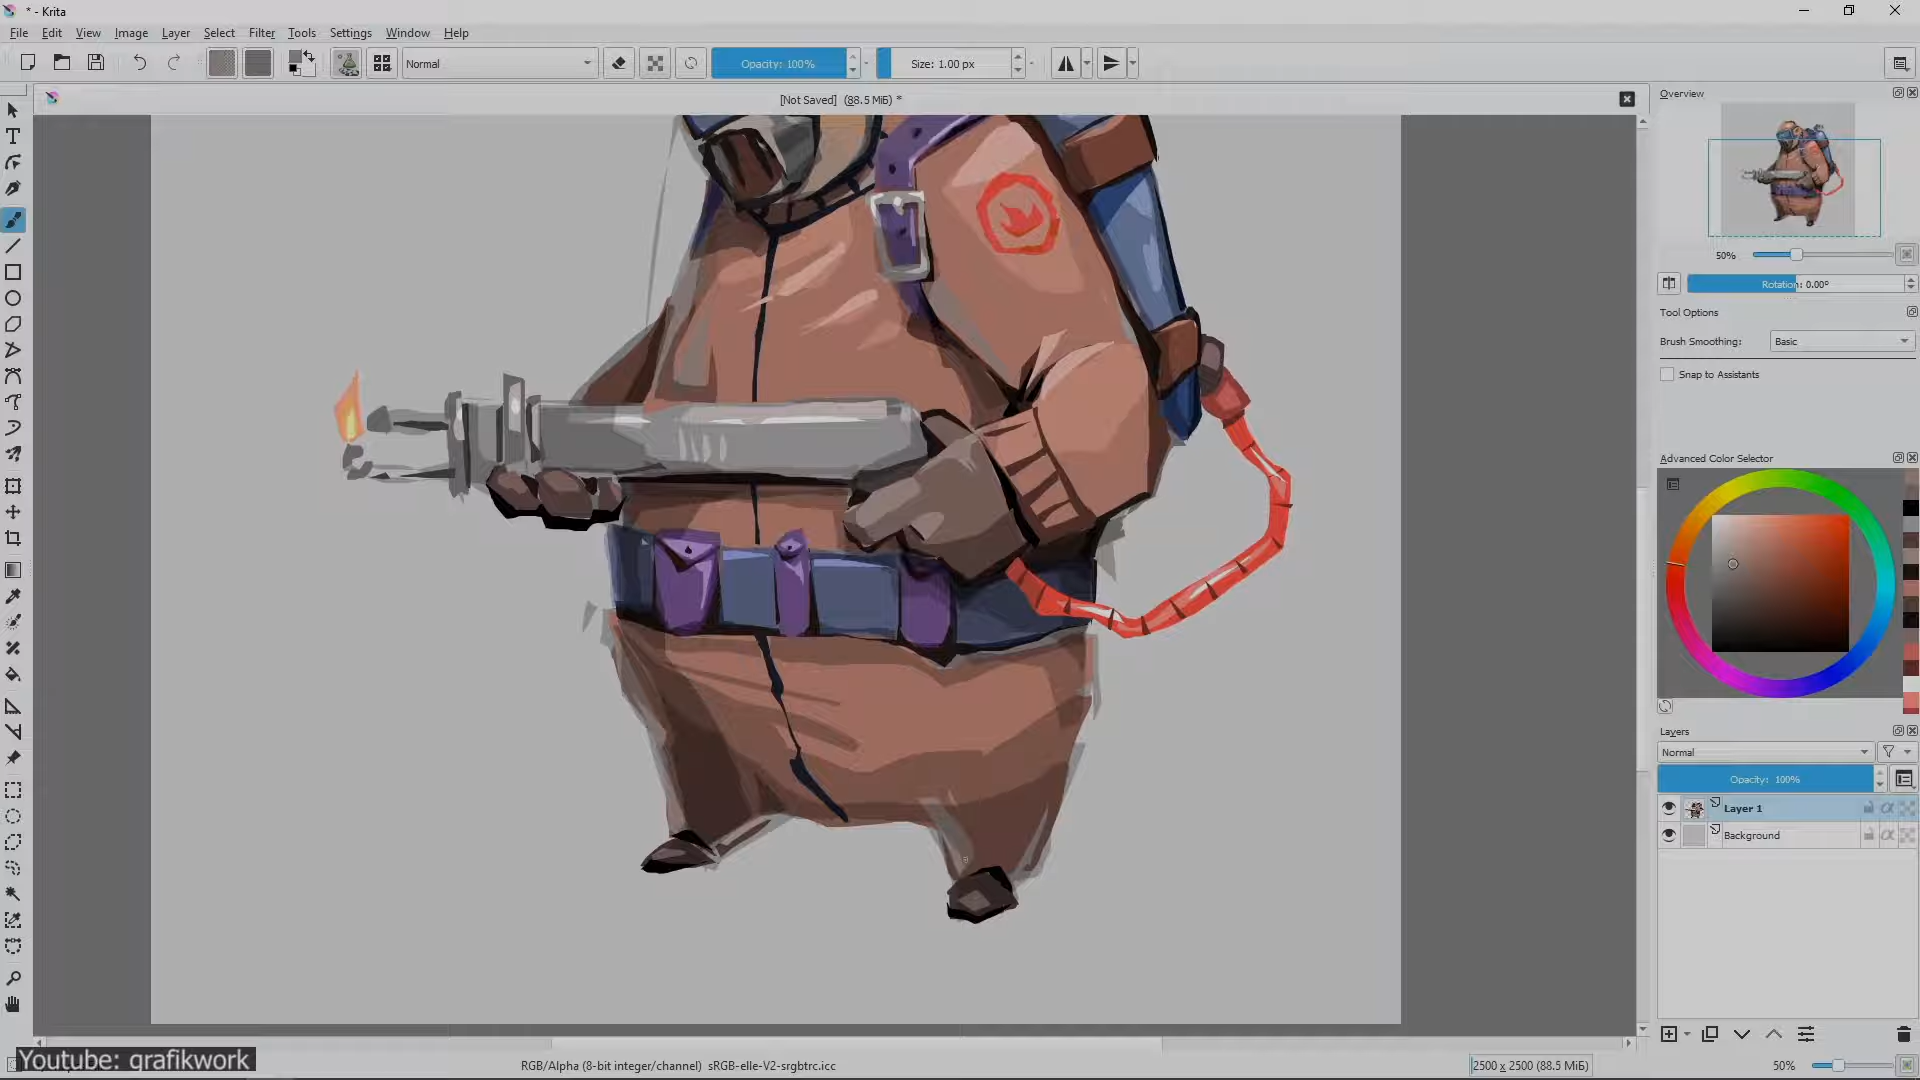 * - Krita
File Edit View Image Layer Select Filter Tools Settings Window Help
Normal Opacity: 100% Size: 1.00 px
[Not Saved] (88.5 MiB) *
Overview
50%
Rotation: 0.00°
Tool Options
Brush Smoothing: Basic
Snap to Assistants
Advanced Color Selector
Layers
Normal
Opacity: 100%
Layer 1
Background
Youtube: grafikwork
RGB/Alpha (8-bit integer/channel) sRGB-elle-V2-srgbtrc.icc
2500 x 2500 (88.5 MiB)
50%